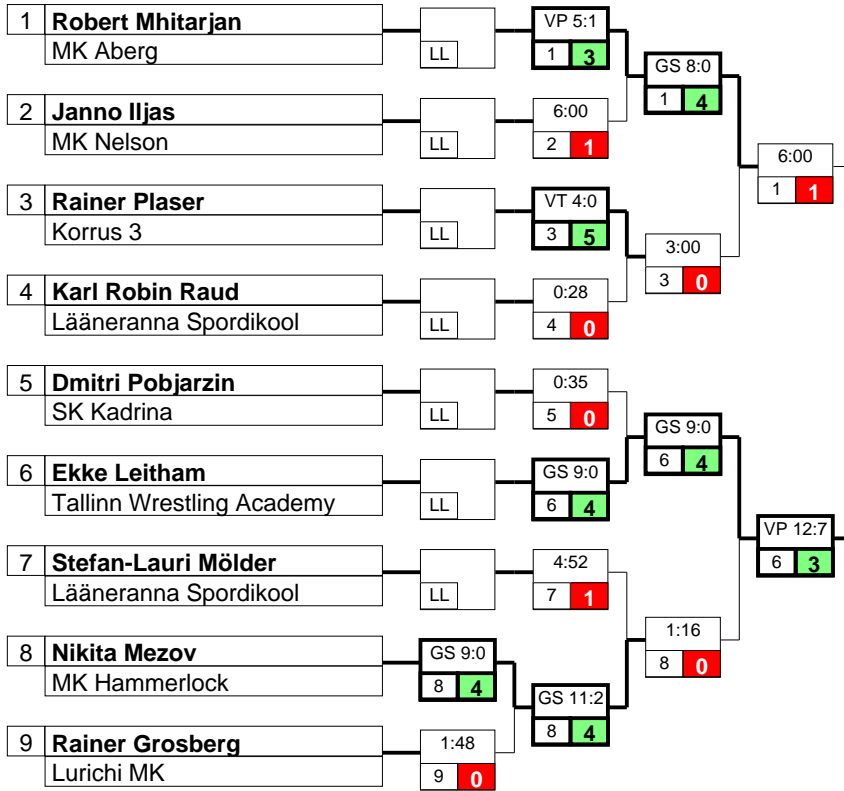 1 Robert Mhitarjan
MK Aberg
LL
VP 5:1
1 3
GS 8:0
1 4
2 Janno Iljas
MK Nelson
LL
6:00
2 1
6:00
1 1
3 Rainer Plaser
Korrus 3
LL
VT 4:0
3 5
3:00
3 0
4 Karl Robin Raud
Lääneranna Spordikool
LL
0:28
4 0
5 Dmitri Pobjarzin
SK Kadrina
LL
0:35
5 0
GS 9:0
6 4
6 Ekke Leitham
Tallinn Wrestling Academy
LL
GS 9:0
6 4
VP 12:7
6 3
7 Stefan-Lauri Mölder
Lääneranna Spordikool
LL
4:52
7 1
1:16
8 0
8 Nikita Mezov
MK Hammerlock
GS 9:0
8 4
GS 11:2
8 4
9 Rainer Grosberg
Lurichi MK
1:48
9 0